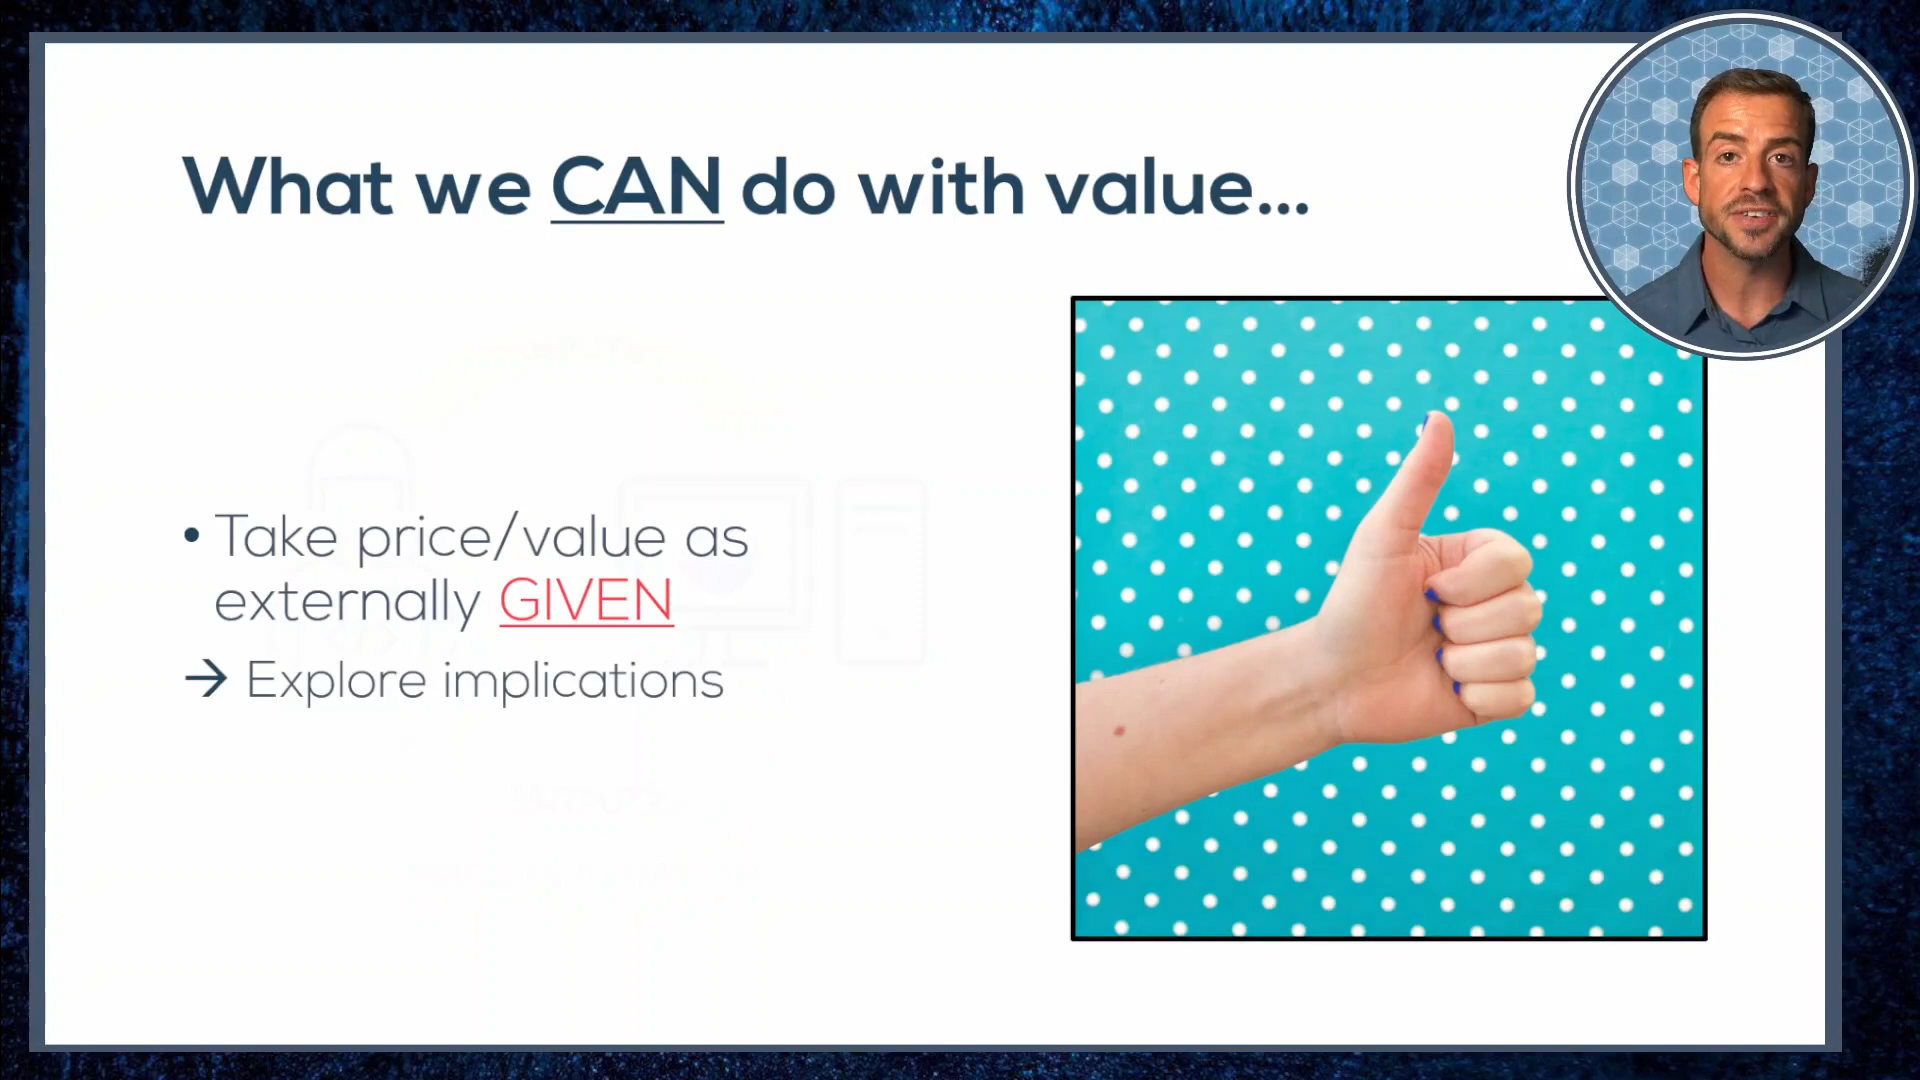 What we CAN do with value...
• Take price/value as
externally GIVEN
→ Explore implications